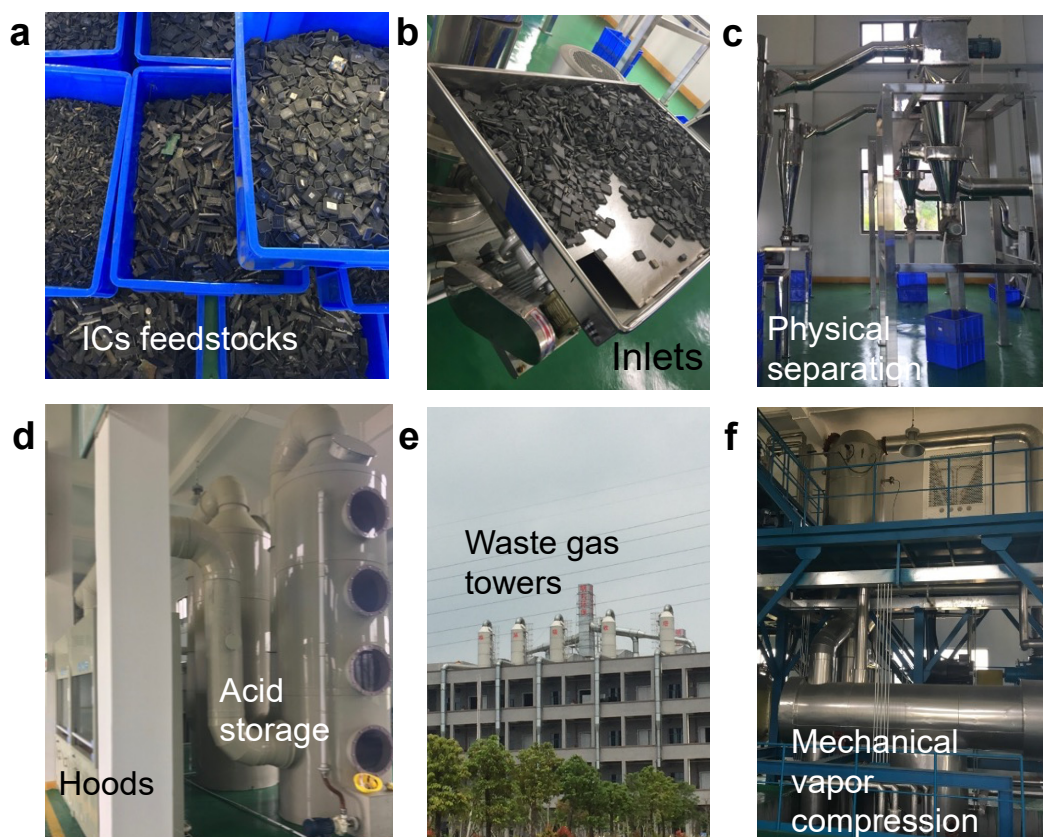 a
b
c
ICs feedstocks
Inlets
Physical
separation
d
e
f
Waste gas
towers
Acid
storage
Hoods
Mechanical
vapor
compression